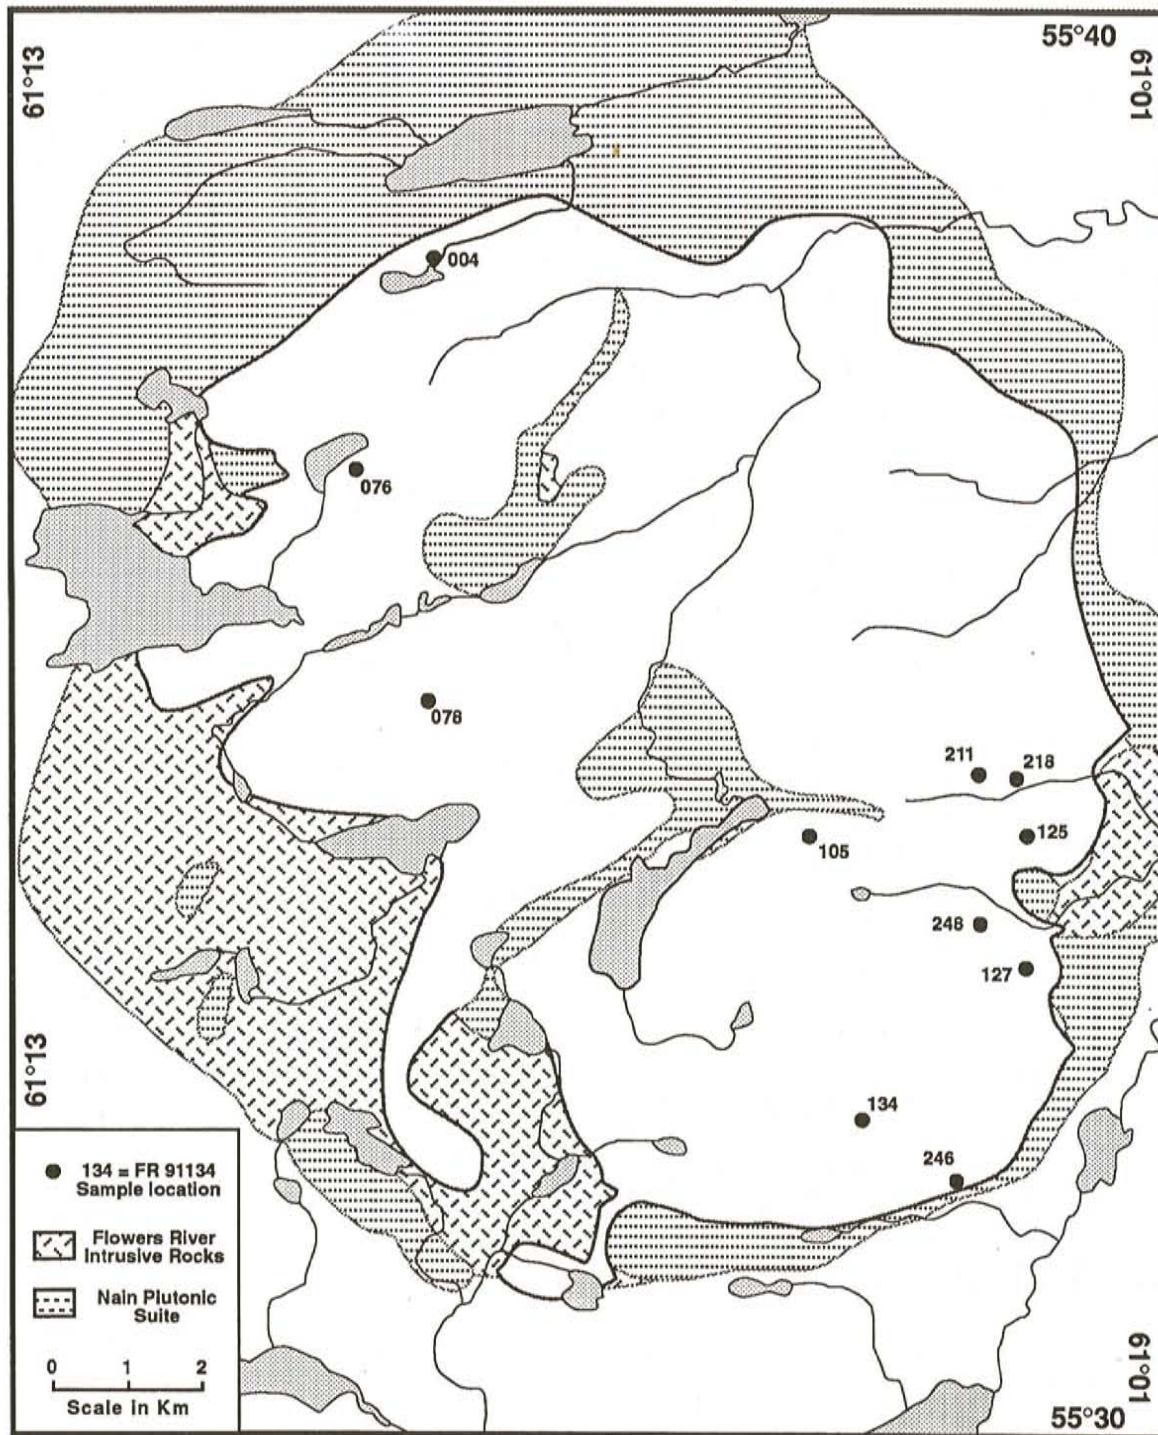 55°40
61°13
61°01
004
076
078
211
218
125
105
248
127
134
246
61°13
134 = FR 91134
Sample location
Flowers River
Intrusive Rocks
Nain Plutonic
Suite
0 1 2
Scale in Km
61°01
55°30